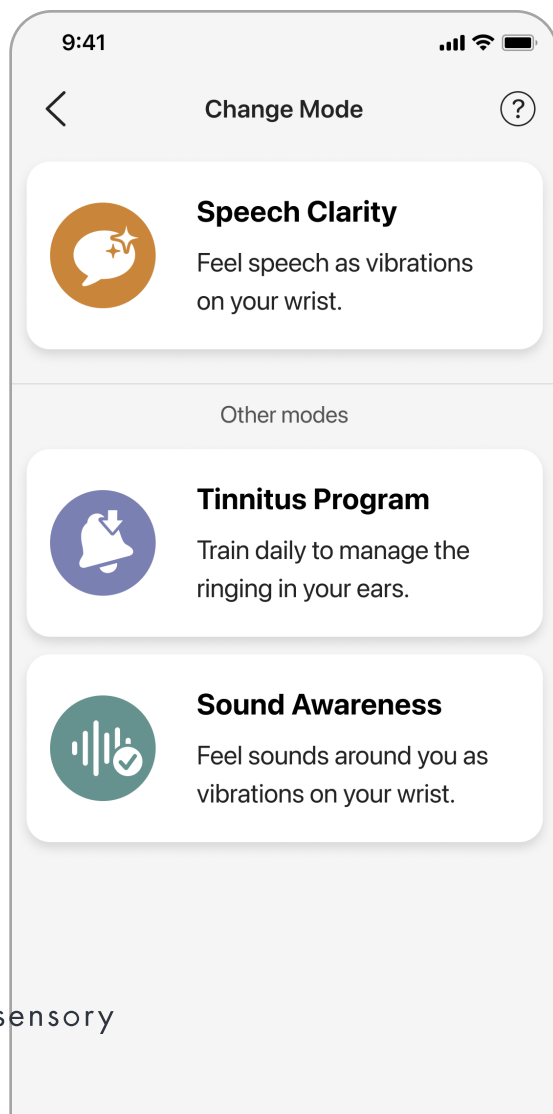 9:41
Change Mode
?
Speech Clarity
Feel speech as vibrations
on your wrist.
Other modes
Tinnitus Program
Train daily to manage the
ringing in your ears.
Sound Awareness
Feel sounds around you as
vibrations on your wrist.
sensory